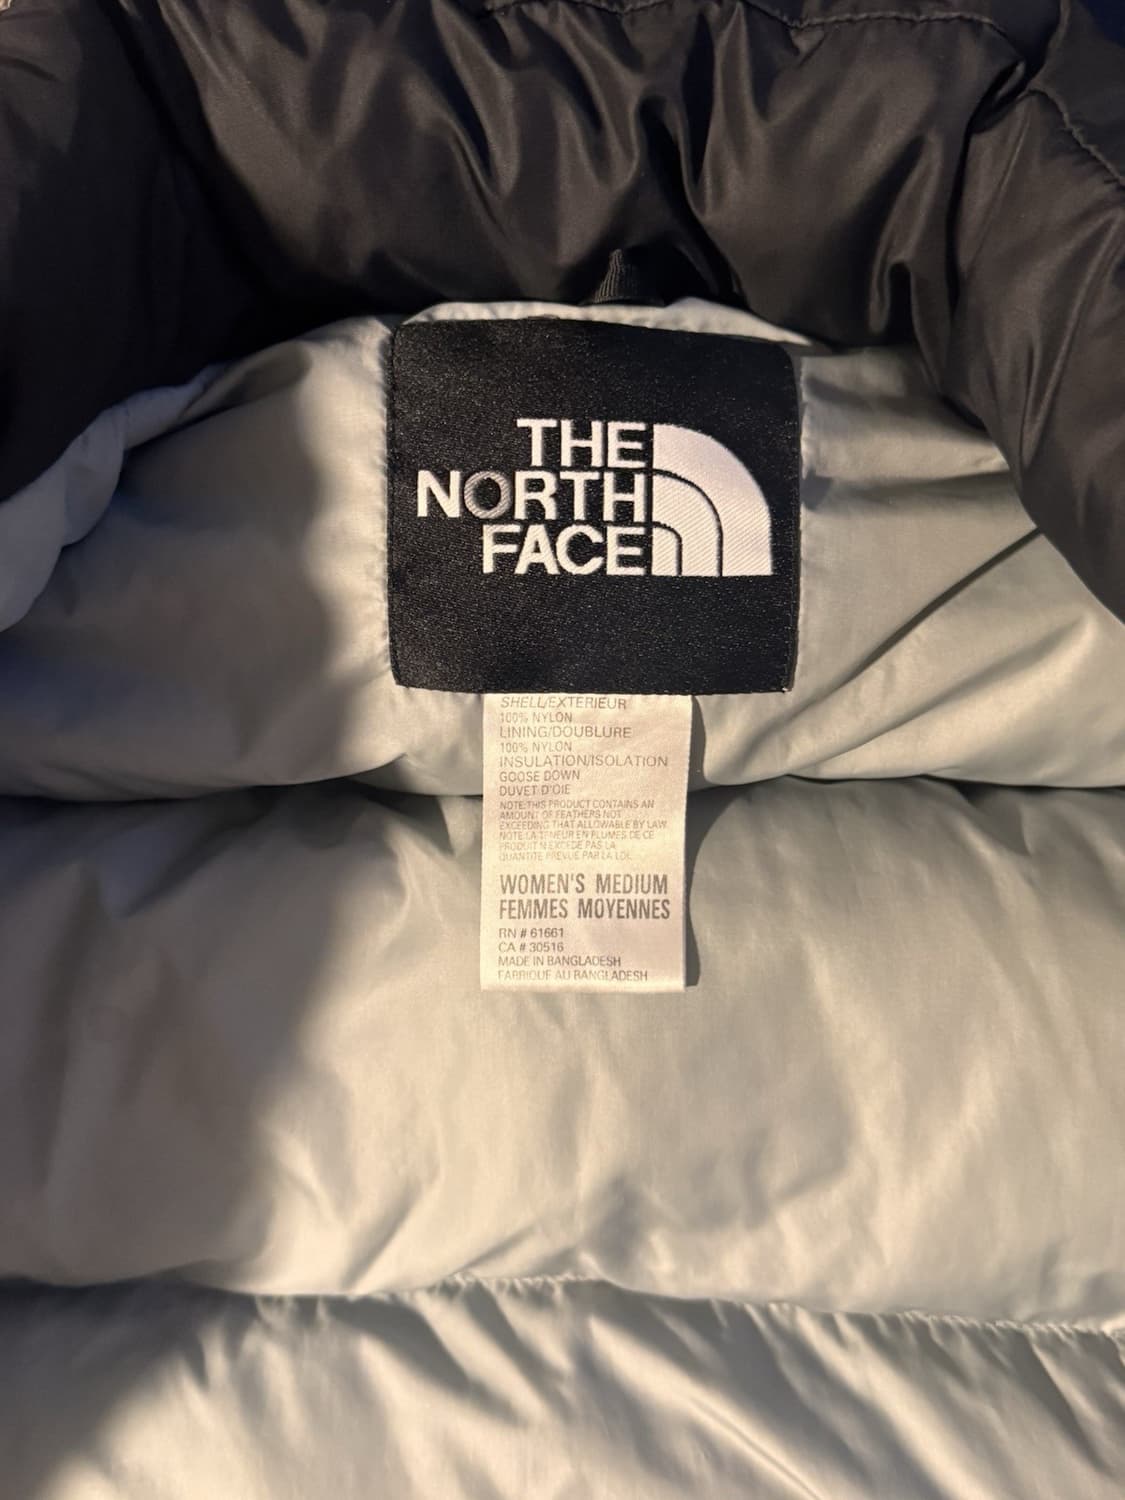 THE
NORTH
FACE
SHELL/EXTERIEUR
100% NYLON
LINING/DOUBLURE
100% NYLON
INSULATION/ISOLATION
GOOSE DOWN
DUVET D'OIE
NOTE:THIS PRODUCT CONTAINS AN
AMOUNT OF FEATHERS NOT
EXCEEDING THAT ALLOWABLE BY LAW
NOTE LA TENEUR EN PLUMES DE CE
PRODUIT N'EXCEDE PAS LA
QUANTITE PREVUE PAR LA LOI.
WOMEN'S MEDIUM
FEMMES MOYENNES
RN # 61661
CA # 30516
MADE IN BANGLADESH
FABRIQUE AU BANGLADESH